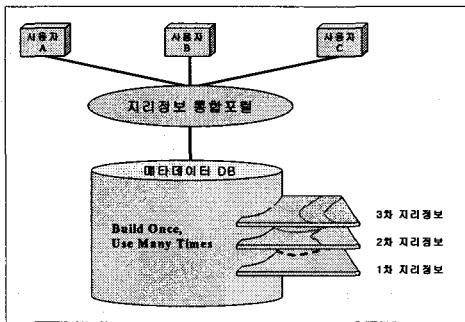 사용자
A
사용자
B
사용자
C
지리정보 통합포털
메타데이터 DB
Build Once,
Use Many Times
3차 지리정보
2차 지리정보
1차 지리정보